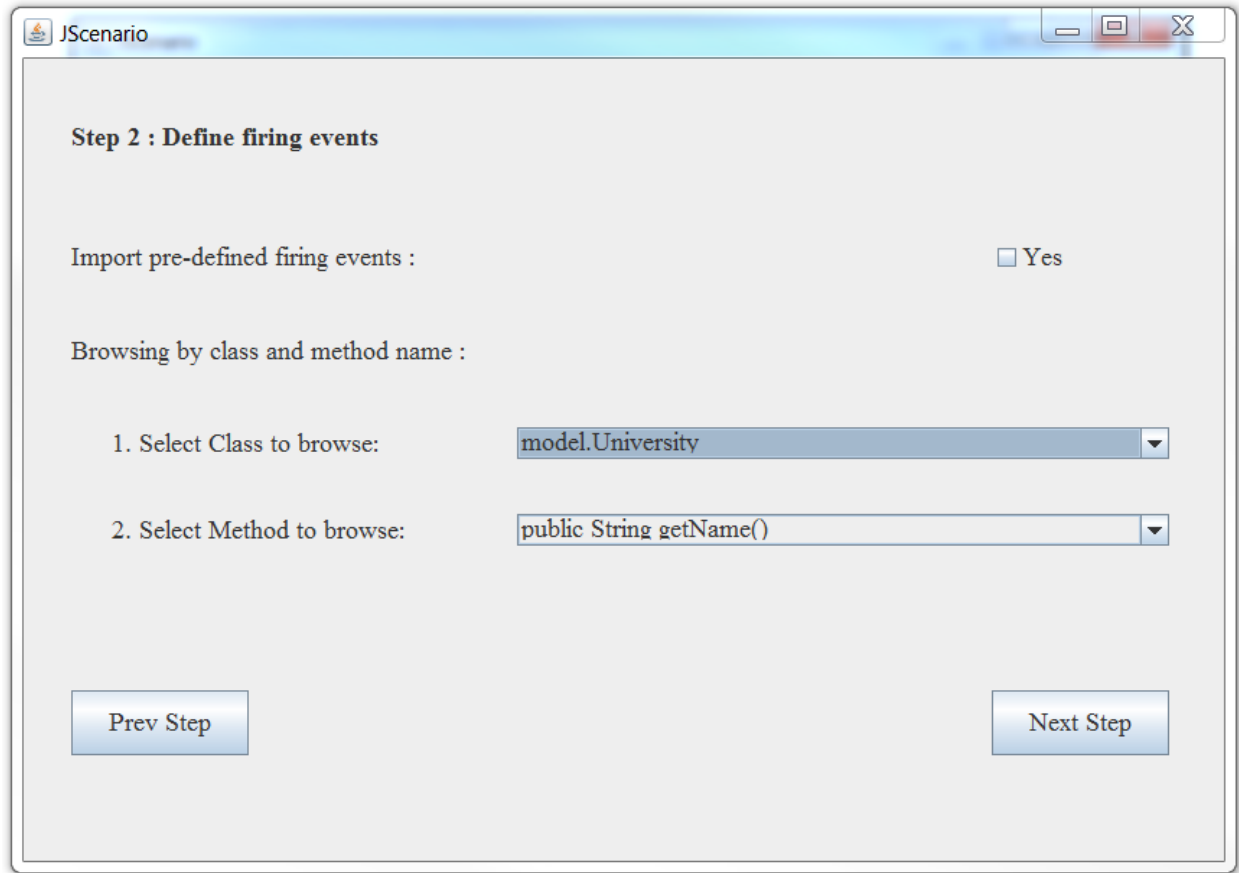 JScenario
Step 2 : Define firing events
Import pre-defined firing events :
Yes
Browsing by class and method name :
1. Select Class to browse:
model.University
2. Select Method to browse:
public String getName()
Prev Step
Next Step